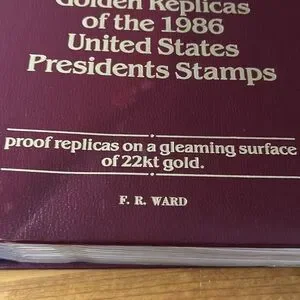 Golden Replicas
of the 1986
United States
Presidents Stamps
proof replicas on a gleaming surface
of 22kt gold.
F. R. WARD